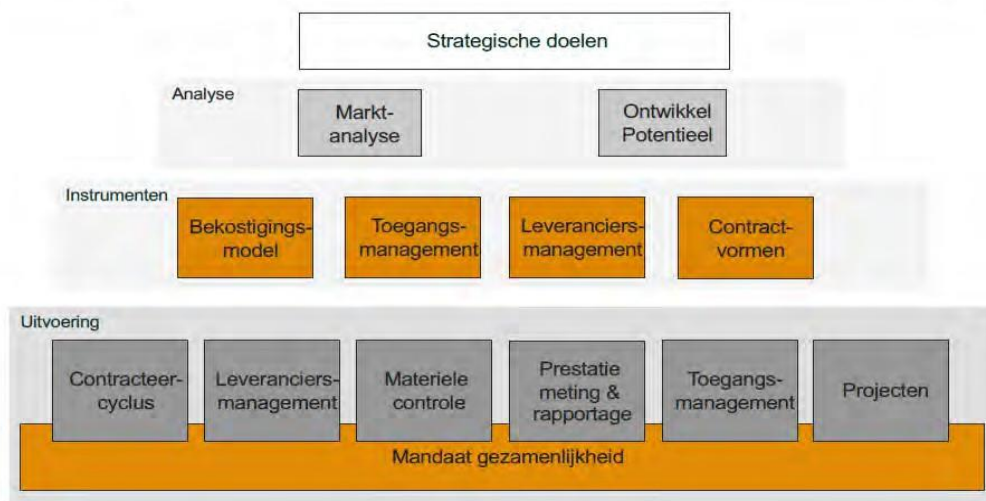 Strategische doelen
Analyse
Markt-
analyse
Ontwikkel
Potentieel
Instrumenten
Bekostigings-
model
Toegangs-
management
Leveranciers-
management
Contract-
vormen
Uitvoering
Contracteer-
cyclus
Leveranciers-
management
Materiele
controle
Prestatie
meting &
rapportage
Toegangs-
management
Projecten
Mandaat gezamenlijkheid